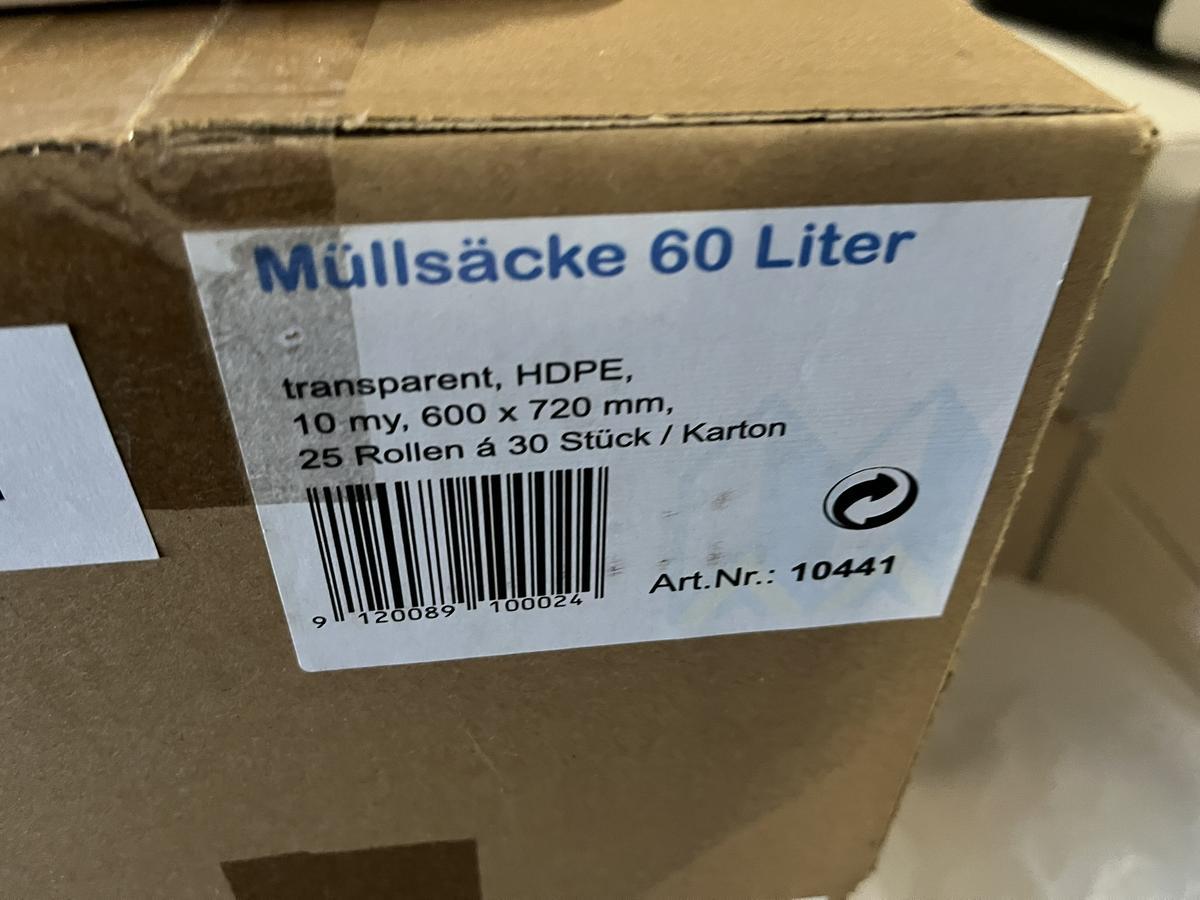 Müllsäcke 60 Liter
transparent, HDPE,
10 my, 600 x 720 mm,
25 Rollen á 30 Stück / Karton
9 120089 100024
Art.Nr.: 10441